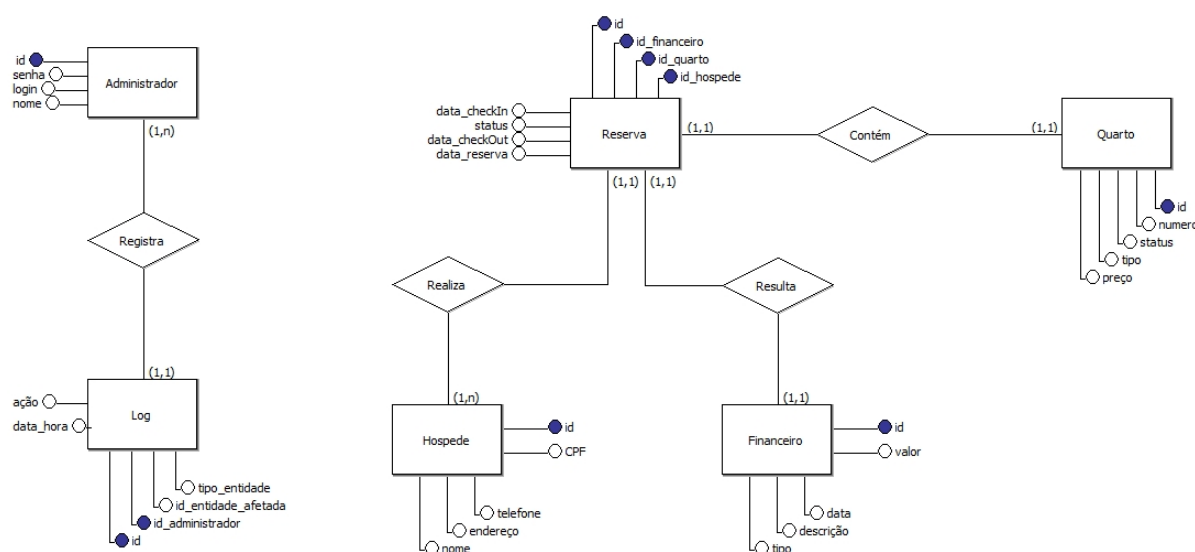 id
senha
login
nome
Administrador
(1,n)
Registra
(1,1)
ação
data_hora
Log
tipo_entidade
id_entidade_afetada
id_administrador
id
id
id_financeiro
id_quarto
id_hospede
data_checkIn
status
data_checkOut
data_reserva
Reserva
(1,1)
Contém
(1,1)
Quarto
id
numero
status
tipo
preço
(1,1)
(1,1)
Realiza
Resulta
(1,n)
Hospede
id
CPF
telefone
endereço
nome
(1,1)
Financeiro
id
valor
data
descrição
tipo